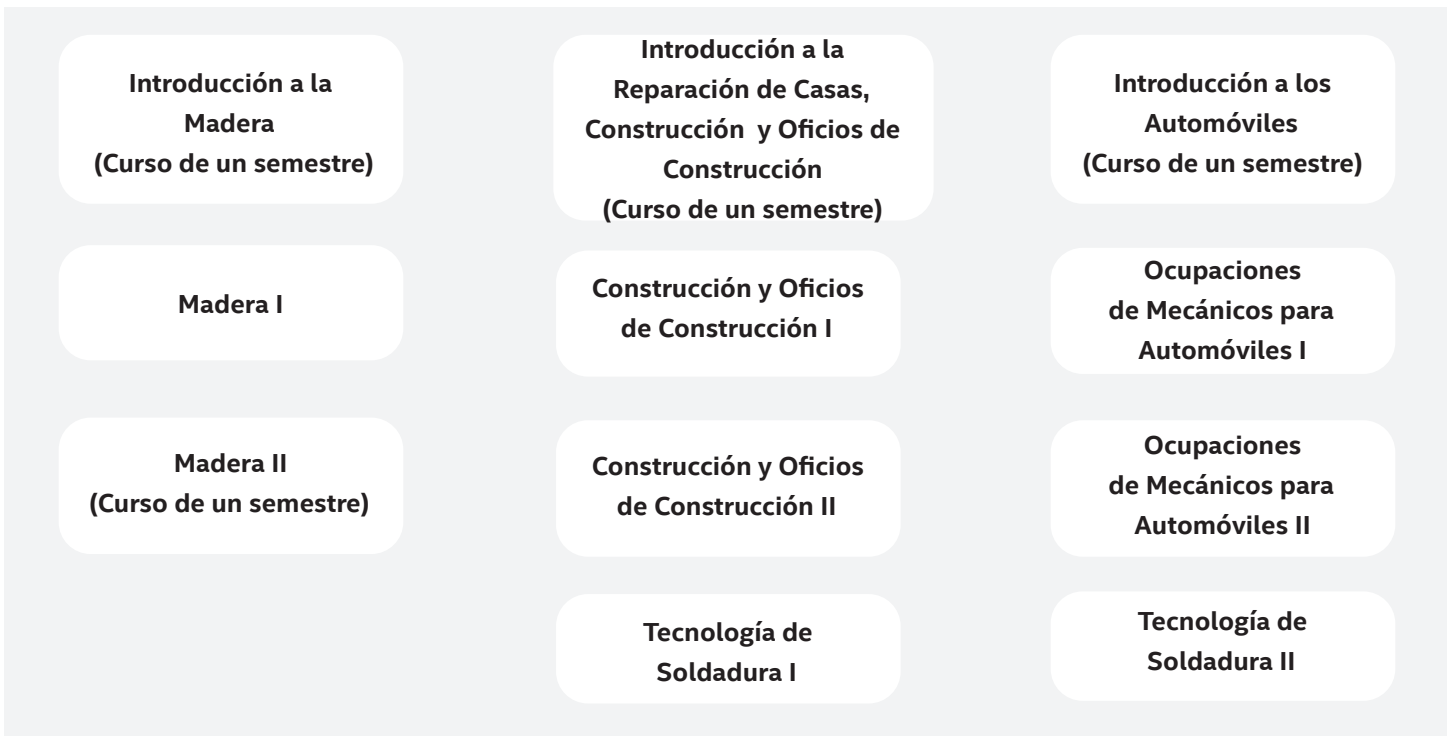 Introducción a la
Madera
(Curso de un semestre)
Introducción a la
Reparación de Casas,
Construcción  y Oficios de
Construcción
(Curso de un semestre)
Introducción a los
Automóviles
(Curso de un semestre)
Madera I
Construcción y Oficios
de Construcción I
Ocupaciones
de Mecánicos para
Automóviles I
Madera II
(Curso de un semestre)
Construcción y Oficios
de Construcción II
Ocupaciones
de Mecánicos para
Automóviles II
Tecnología de
Soldadura I
Tecnología de
Soldadura II